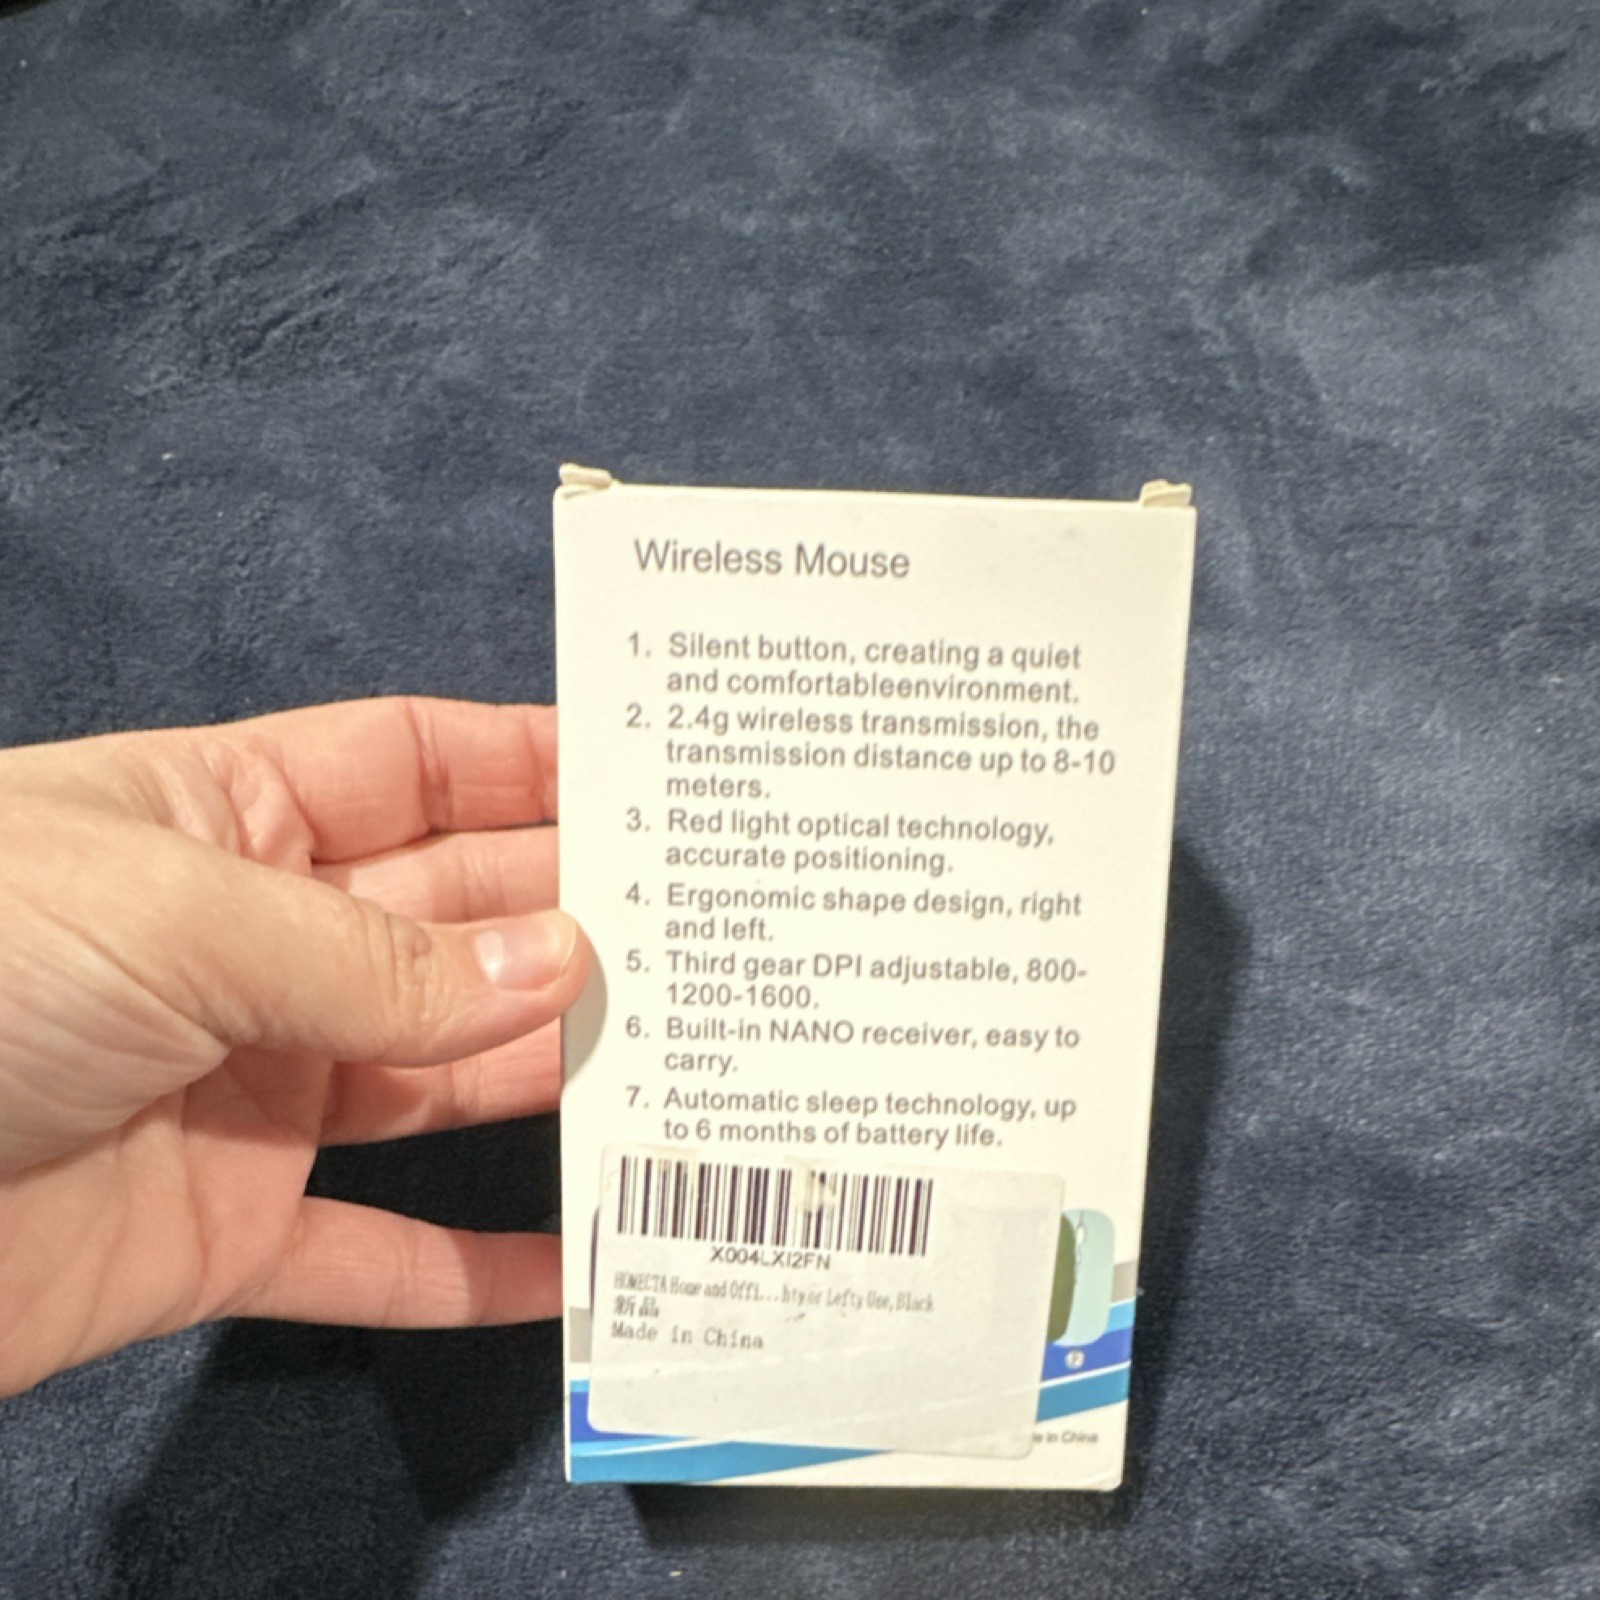 Wireless Mouse
1. Silent button, creating a quiet
and comfortableenvironment.
2. 2.4g wireless transmission, the
transmission distance up to 8-10
meters.
3. Red light optical technology,
accurate positioning.
4. Ergonomic shape design, right
and left.
5. Third gear DPI adjustable, 800-
1200-1600.
6. Built-in NANO receiver, easy to
carry.
7. Automatic sleep technology, up
to 6 months of battery life.
X004LXI2FN
HOMECTA Home and Offi...hty or Lefty Use, Black
新品
Made in China
in China